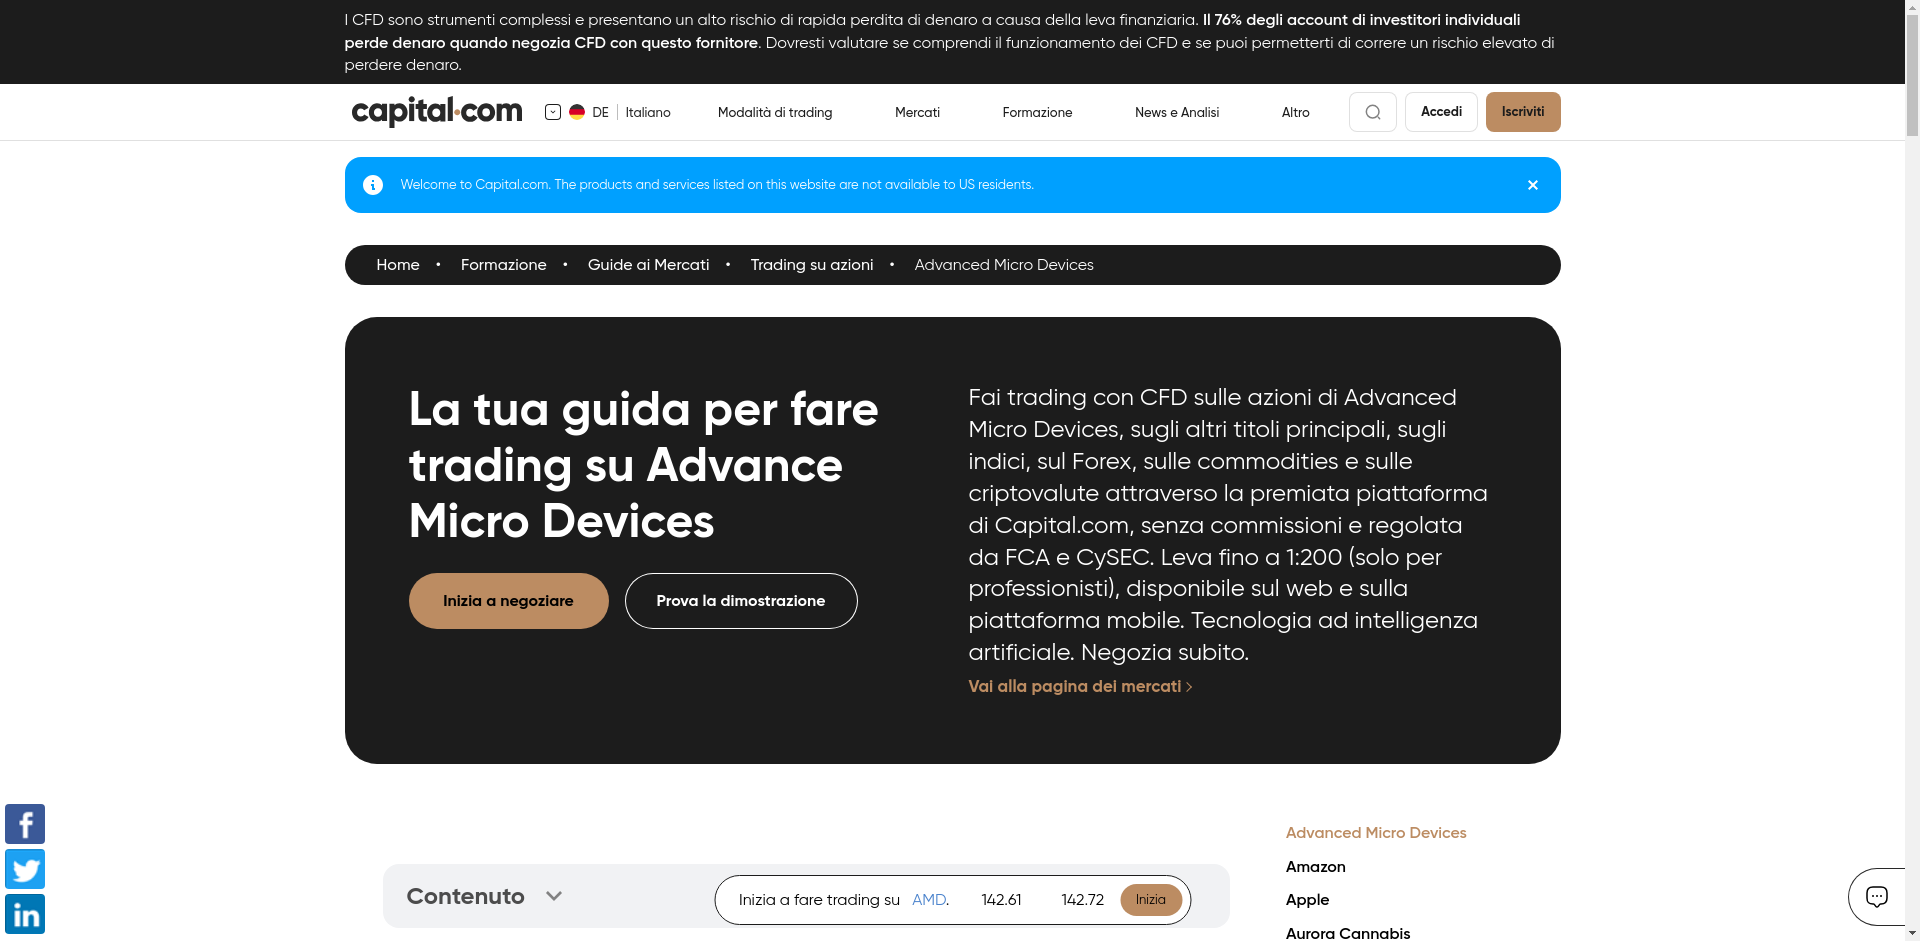 I CFD sono strumenti complessi e presentano un alto rischio di rapida perdita di denaro a causa della leva finanziaria. Il 76% degli account di investitori individuali
perde denaro quando negozia CFD con questo fornitore. Dovresti valutare se comprendi il funzionamento dei CFD e se puoi permetterti di correre un rischio elevato di
perdere denaro.
capital.com DE Italiano Modalità di trading Mercati Formazione News e Analisi Altro Accedi Iscriviti
Welcome to Capital.com. The products and services listed on this website are not available to US residents.
Home • Formazione • Guide ai Mercati • Trading su azioni • Advanced Micro Devices
La tua guida per fare
trading su Advance
Micro Devices
Inizia a negoziare Prova la dimostrazione
Fai trading con CFD sulle azioni di Advanced
Micro Devices, sugli altri titoli principali, sugli
indici, sul Forex, sulle commodities e sulle
criptovalute attraverso la premiata piattaforma
di Capital.com, senza commissioni e regolata
da FCA e CySEC. Leva fino a 1:200 (solo per
professionisti), disponibile sul web e sulla
piattaforma mobile. Tecnologia ad intelligenza
artificiale. Negozia subito.
Vai alla pagina dei mercati
Contenuto
Inizia a fare trading su AMD. 142.61 142.72 Inizia
Advanced Micro Devices
Amazon
Apple
Aurora Cannabis